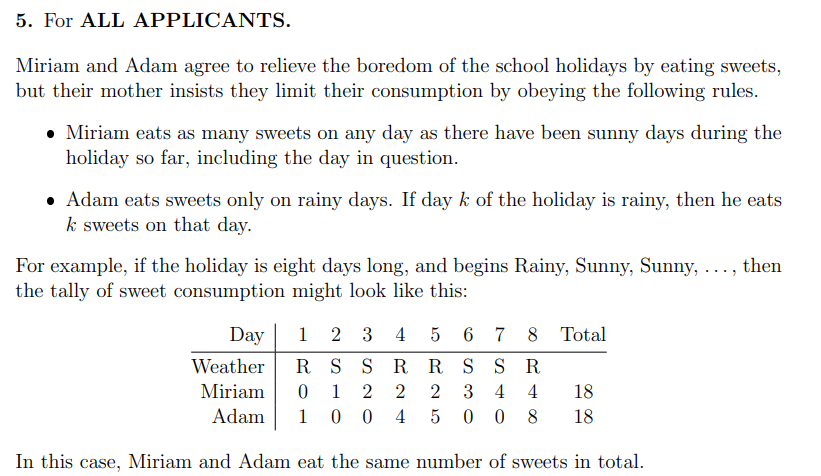 5. For ALL APPLICANTS.
Miriam and Adam agree to relieve the boredom of the school holidays by eating sweets,
but their mother insists they limit their consumption by obeying the following rules.
• Miriam eats as many sweets on any day as there have been sunny days during the
holiday so far, including the day in question.
• Adam eats sweets only on rainy days. If day k of the holiday is rainy, then he eats
k sweets on that day.
For example, if the holiday is eight days long, and begins Rainy, Sunny, Sunny, . . . , then
the tally of sweet consumption might look like this:
Day 1 2 3 4 5 6 7 8 Total
Weather R S S R R S S R
Miriam 0 1 2 2 2 3 4 4 18
Adam 1 0 0 4 5 0 0 8 18
In this case, Miriam and Adam eat the same number of sweets in total.